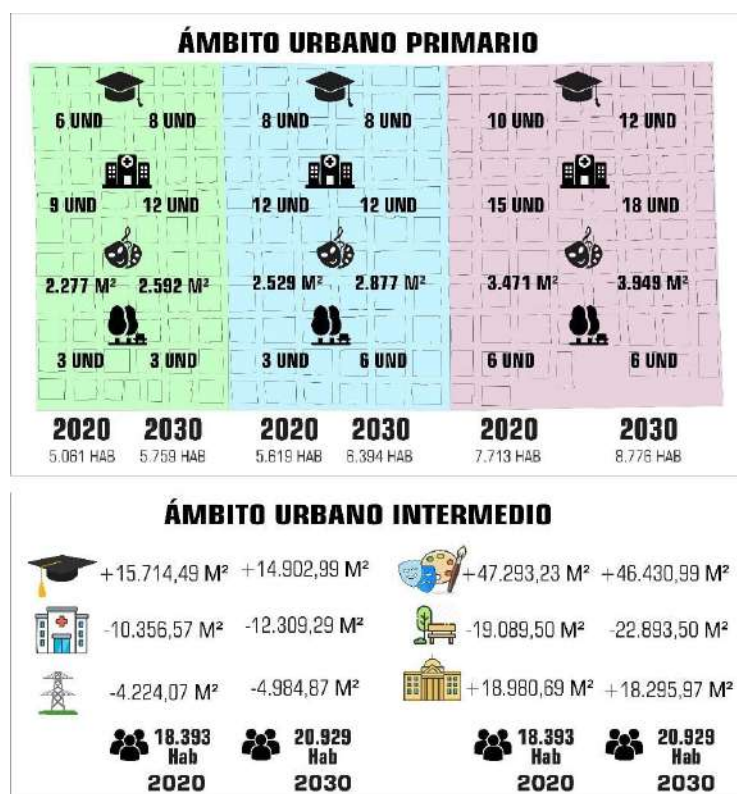 ÁMBITO URBANO PRIMARIO
6 UND 8 UND 8 UND 8 UND 10 UND 12 UND
9 UND 12 UND 12 UND 12 UND 15 UND 18 UND
2.277 M² 2.592 M² 2.529 M² 2.877 M² 3.471 M² 3.949 M²
3 UND 3 UND 3 UND 6 UND 6 UND 6 UND
2020 2030 2020 2030 2020 2030
5.061 HAB 5.759 HAB 5.619 HAB 6.394 HAB 7.713 HAB 8.776 HAB
ÁMBITO URBANO INTERMEDIO
+15.714,49 M² +14.902,99 M² +47.293,23 M² +46.430,99 M²
-10.356,57 M² -12.309,29 M² -19.089,50 M² -22.893,50 M²
-4.224,07 M² -4.984,87 M² +18.980,69 M² +18.295,97 M²
18.393 20.929 18.393 20.929
Hab Hab Hab Hab
2020 2030 2020 2030